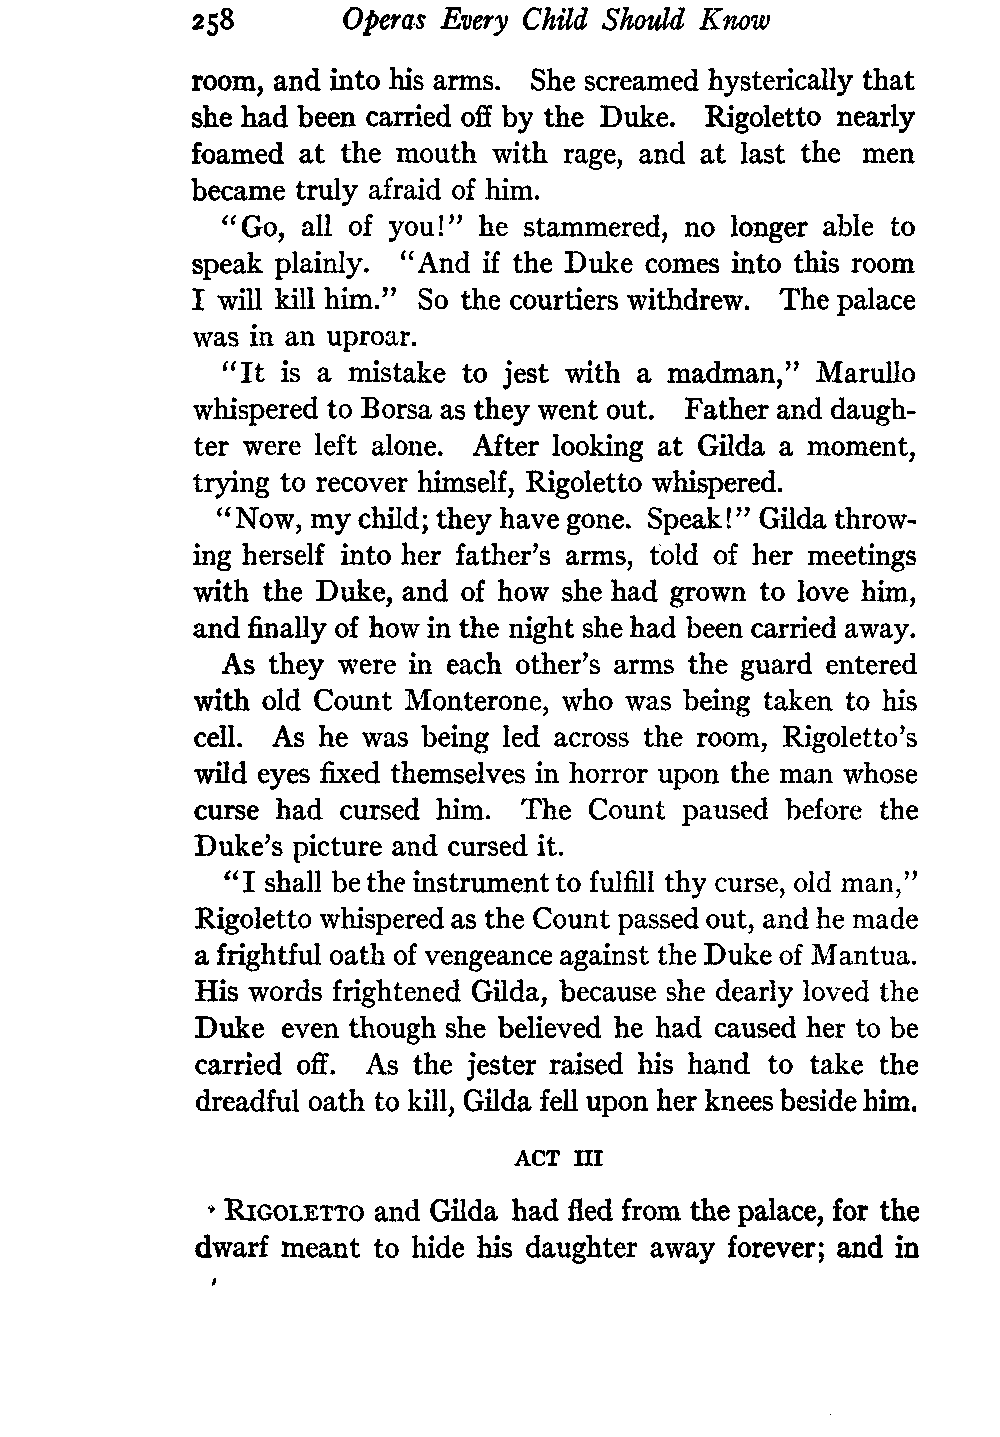 258 Operas Every Child Should Know
room, and into his arms. She screamed hysterically that
she had been carried off by the Duke. Rigoletto nearly
foamed at the mouth with rage, and at last the men
became truly afraid of him.
"Go, all of you!" he stammered, no longer able to
speak plainly. "And if the Duke comes into this room
I will kill him." So the courtiers withdrew. The palace
was in an uproar.
"It is a mistake to jest with a madman," Marullo
whispered to Borsa as they went out. Father and daugh-
ter were left alone. After looking at Gilda a moment,
trying to recover himself, Rigoletto whispered.
"Now, my child; they have gone. Speak!" Gilda throw-
ing herself into her father's arms, told of her meetings
with the Duke, and of how she had grown to love him,
and finally of how in the night she had been carried away.
As they were in each other's arms the guard entered
with old Count Monterone, who was being taken to his
cell. As he was being led across the room, Rigoletto's
wild eyes fixed themselves in horror upon the man whose
curse had cursed him. The Count paused before the
Duke's picture and cursed it.
"I shall be the instrument to fulfill thy curse, old man,"
Rigoletto whispered as the Count passed out, and he made
a frightful oath of vengeance against the Duke of Mantua.
His words frightened Gilda, because she dearly loved the
Duke even though she believed he had caused her to be
carried off. As the jester raised his hand to take the
dreadful oath to kill, Gilda fell upon her knees beside him.
ACT III
RIGOLETTO and Gilda had fled from the palace, for the
dwarf meant to hide his daughter away forever; and in